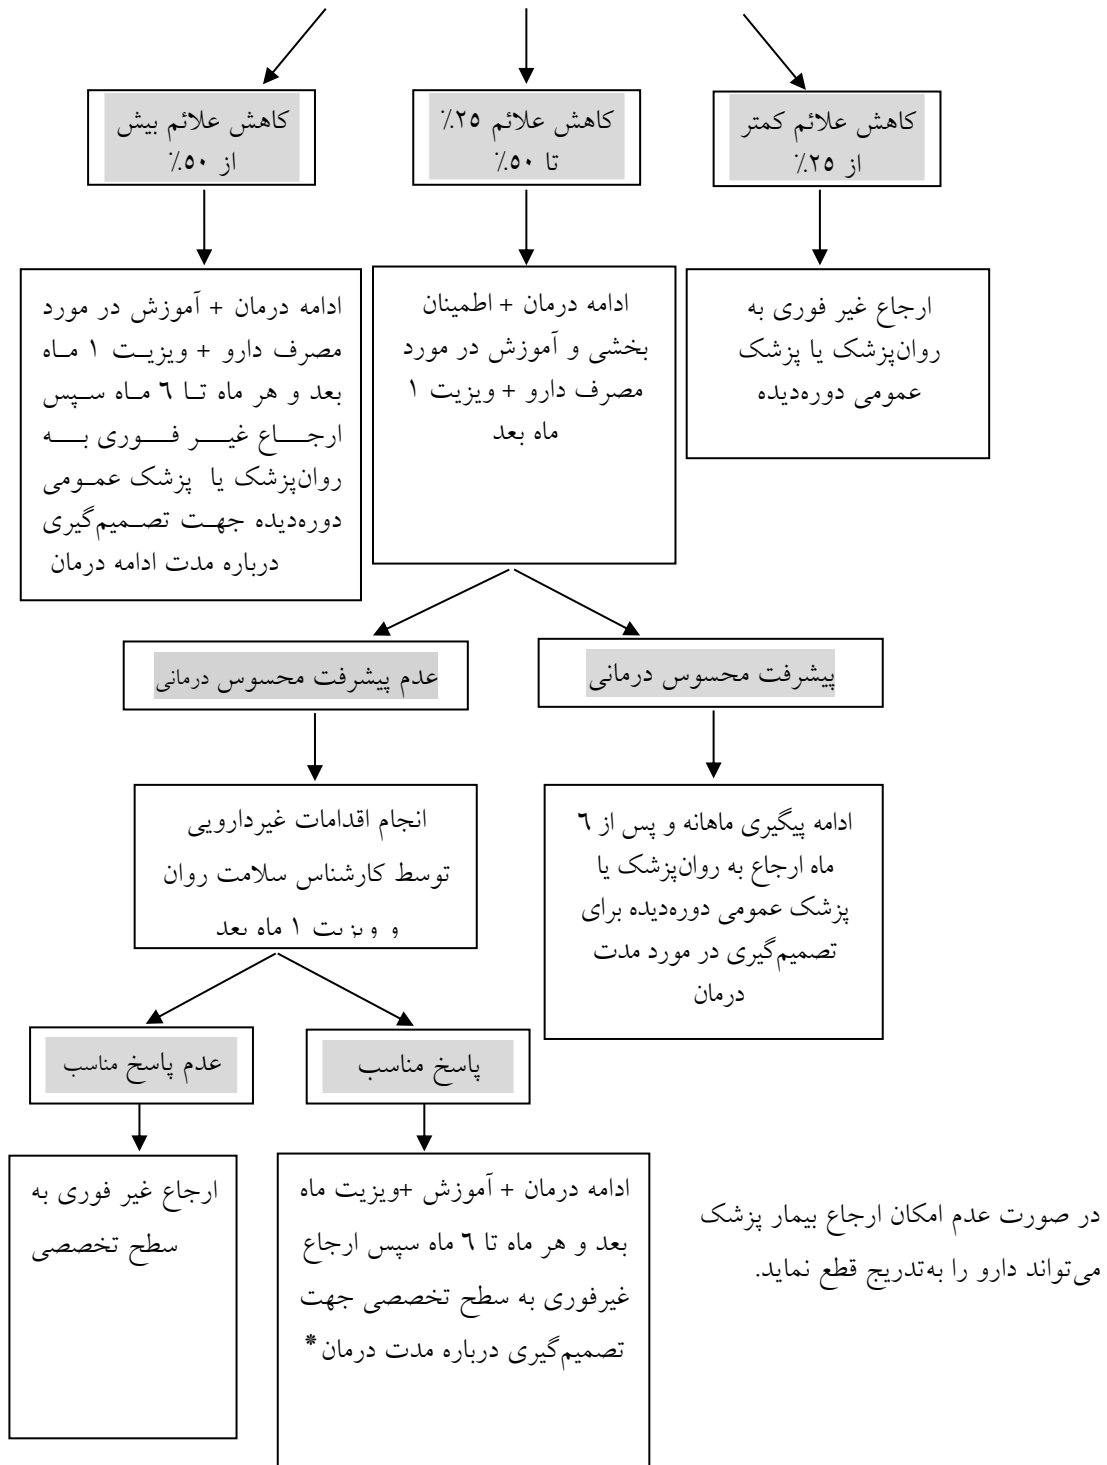 کاهش علائم کمتر
از ۲۵٪
کاهش علائم ۲۵٪
تا ۵۰٪
کاهش علائم بیش
از ۵۰٪
ارجاع غیر فوری به
روان‌پزشک یا پزشک
عمومی دوره‌دیده
ادامه درمان + اطمینان
بخشی و آموزش در مورد
مصرف دارو + ویزیت ۱
ماه بعد
ادامه درمان + آموزش در مورد
مصرف دارو + ویزیت ۱ ماه
بعد و هر ماه تا ۶ ماه سپس
ارجاع غیر فوری به
روان‌پزشک یا پزشک عمومی
دوره‌دیده جهت تصمیم‌گیری
درباره مدت ادامه درمان
پیشرفت محسوس درمانی
عدم پیشرفت محسوس درمانی
ادامه پیگیری ماهانه و پس از ۶
ماه ارجاع به روان‌پزشک یا
پزشک عمومی دوره‌دیده برای
تصمیم‌گیری در مورد مدت
درمان
انجام اقدامات غیردارویی
توسط کارشناس سلامت روان
و ویزیت ۱ ماه بعد
پاسخ مناسب
عدم پاسخ مناسب
ادامه درمان + آموزش +ویزیت ماه
بعد و هر ماه تا ۶ ماه سپس ارجاع
غیرفوری به سطح تخصصی جهت
تصمیم‌گیری درباره مدت درمان*
ارجاع غیر فوری به
سطح تخصصی
در صورت عدم امکان ارجاع بیمار پزشک
می‌تواند دارو را به‌تدریج قطع نماید.